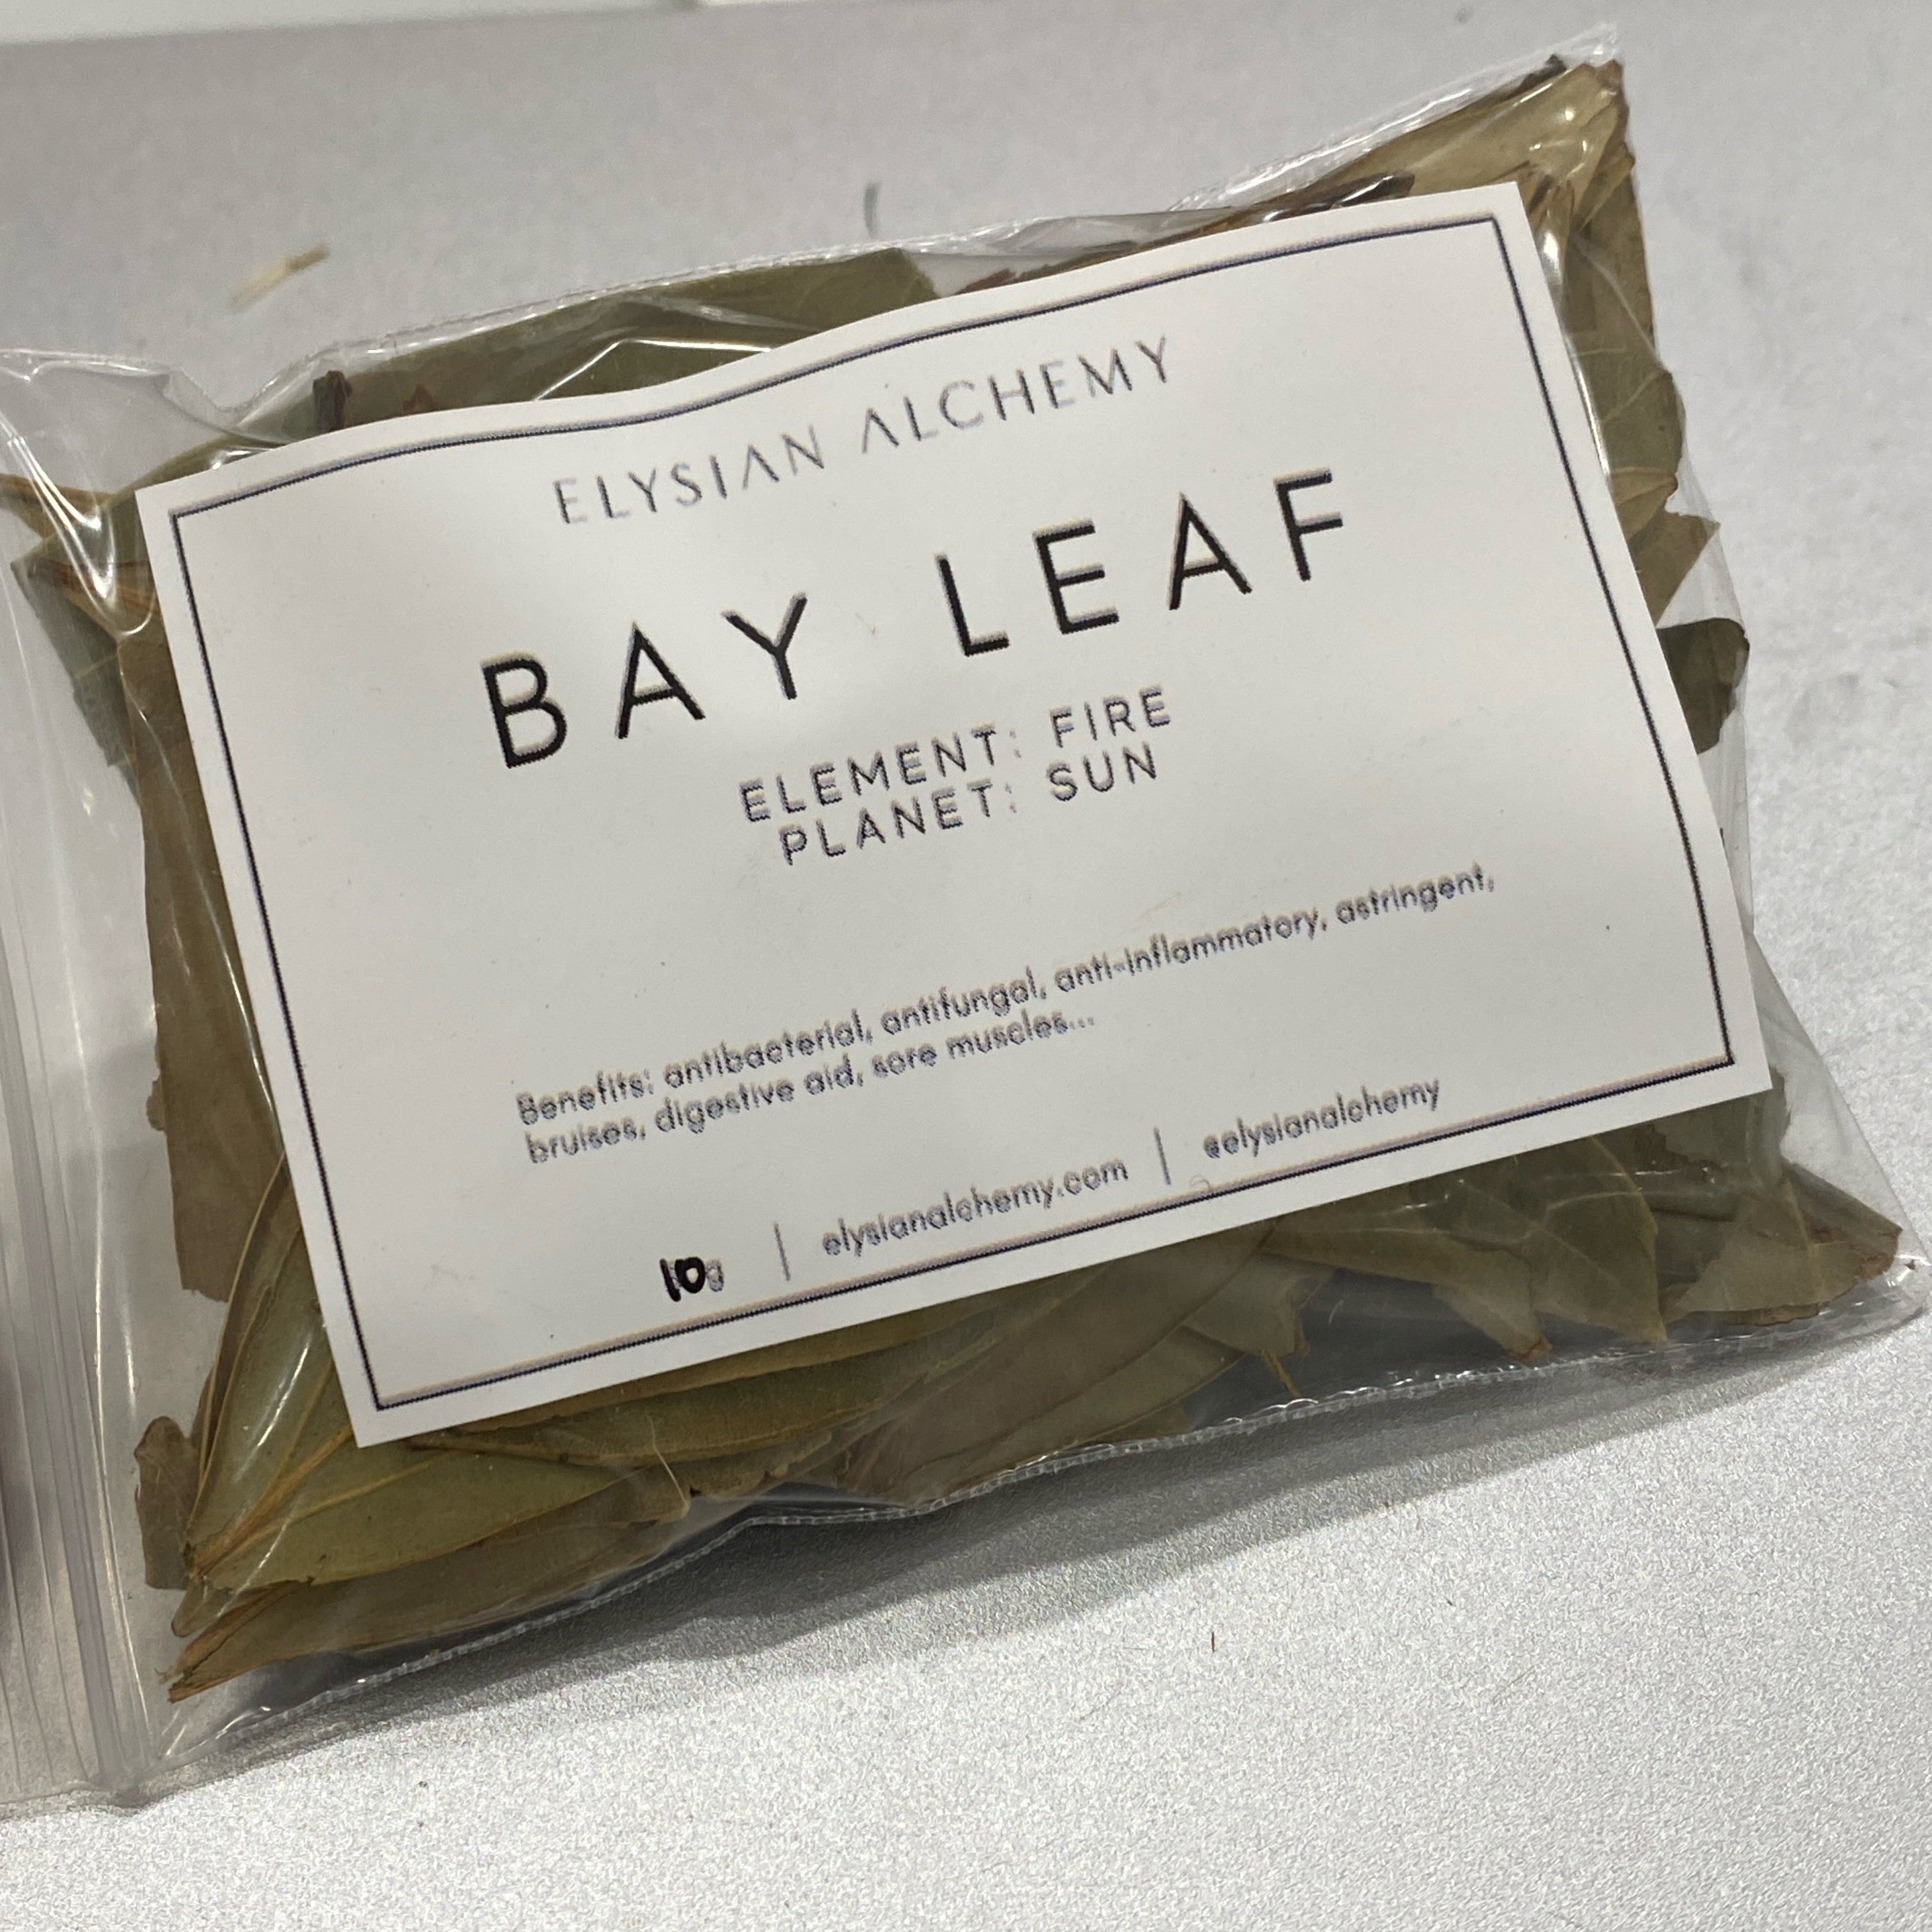 ELYSIAN ALCHEMY
BAY LEAF
ELEMENT: FIRE
PLANET: SUN
Benefits: antibacterial, antifungal, anti-inflammatory, astringent,
bruises, digestive aid, sore muscles...
10g | elysianalchemy.com | @elysianalchemy